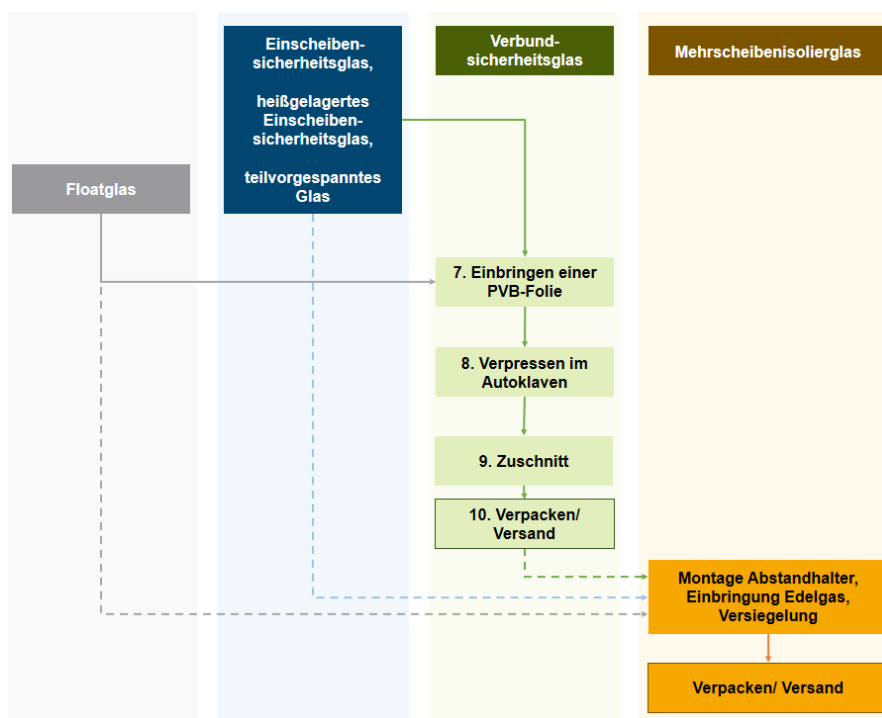 Einscheiben-
sicherheitsglas,
heißgelagertes
Einscheiben-
sicherheitsglas,
teilvorgespanntes
Glas
Verbund-
sicherheitsglas
Mehrscheibenisolierglas
Floatglas
7. Einbringen einer
PVB-Folie
8. Verpressen im
Autoklaven
9. Zuschnitt
10. Verpacken/
Versand
Montage Abstandhalter,
Einbringung Edelgas,
Versiegelung
Verpacken/ Versand